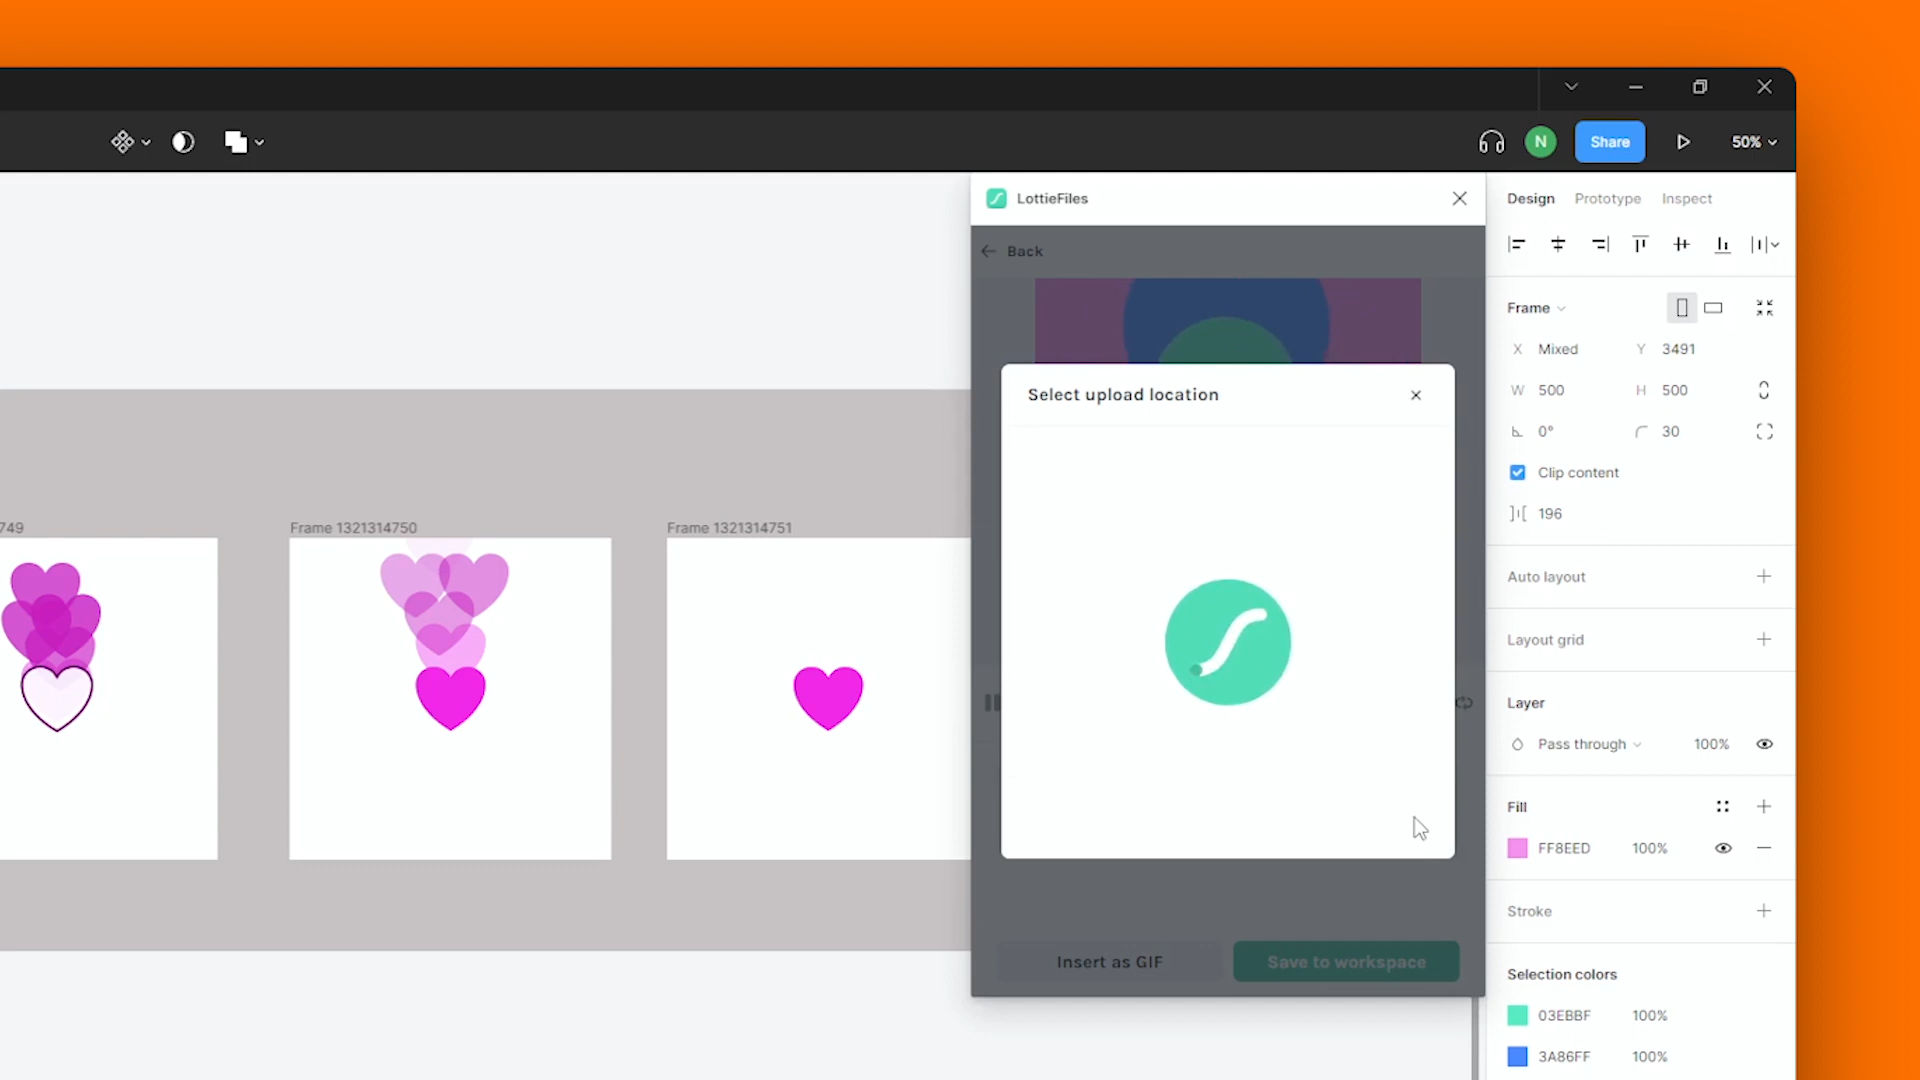 N
Share
50%
LottieFiles
Design Prototype Inspect
Back
Frame
X Mixed Y 3491
Select upload location
W 500 H 500
0° 30
Clip content
196
749
Frame 1321314750
Frame 1321314751
Auto layout
Layout grid
Layer
Pass through 100%
Fill
FF8EED 100%
Stroke
Insert as GIF
Save to workspace
Selection colors
03EBBF 100%
3A86FF 100%